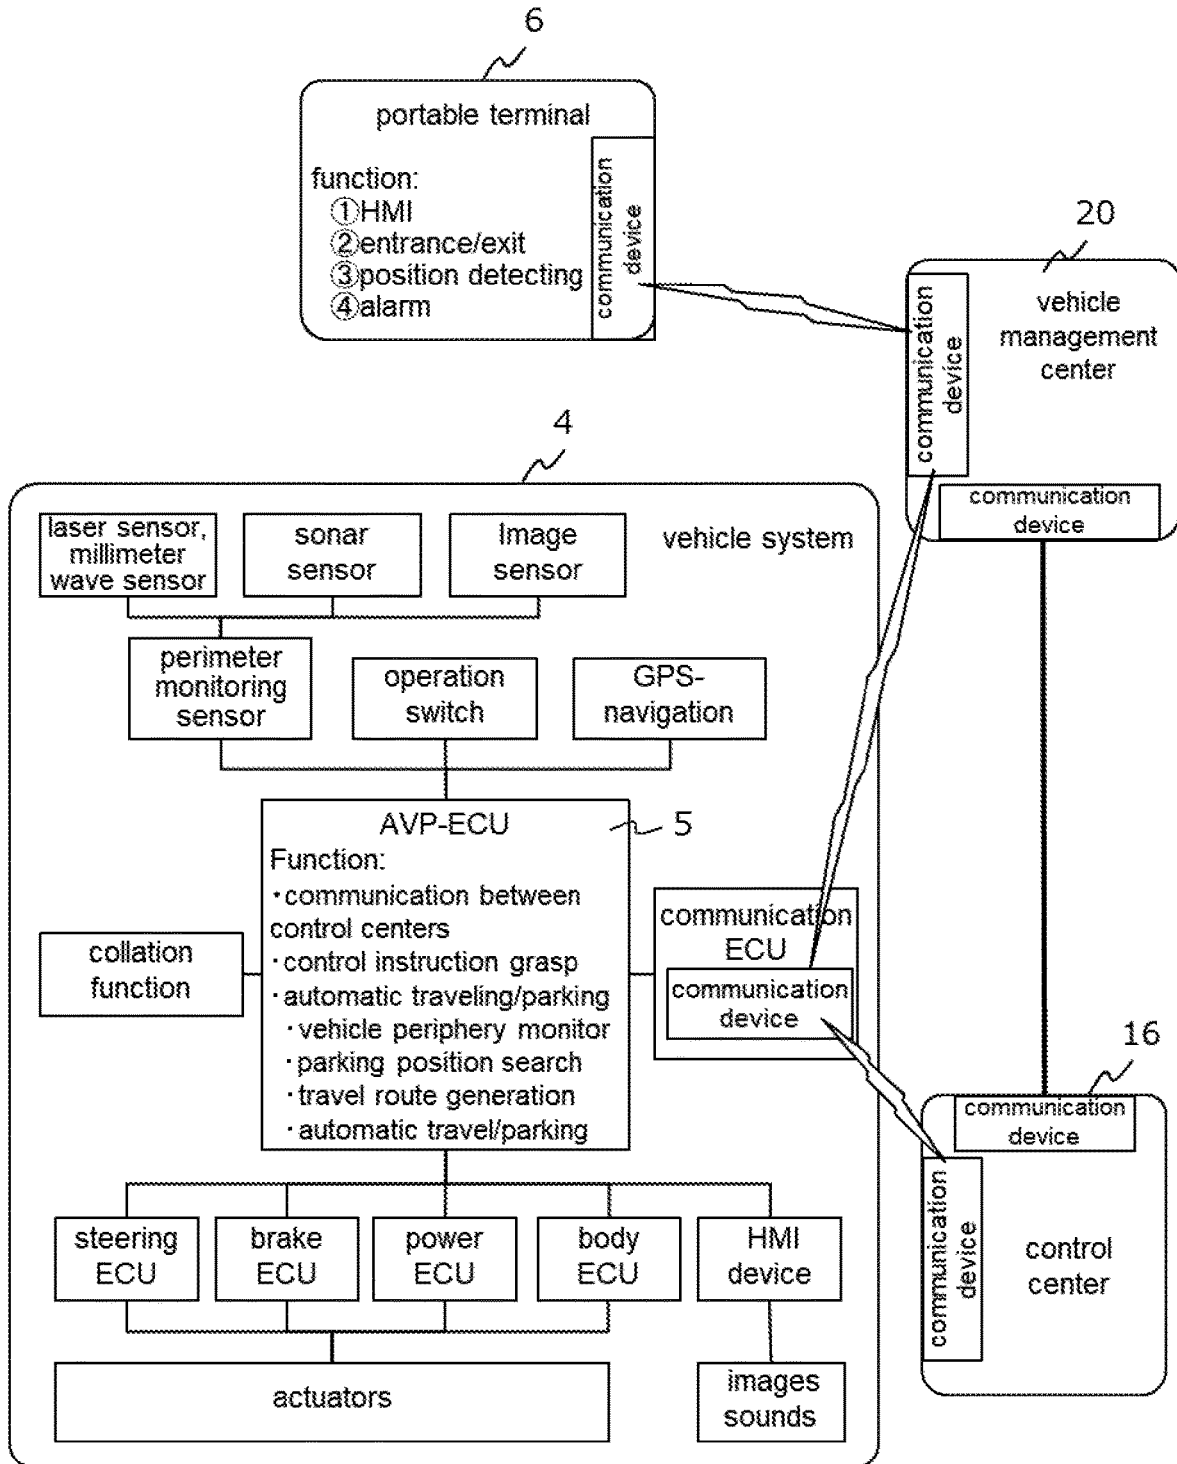 6
portable terminal
function:
①HMI
②entrance/exit
③position detecting
④alarm
communication
device
20
vehicle
management
center
communication
device
communication
device
4
vehicle system
laser sensor,
millimeter
wave sensor
sonar
sensor
Image
sensor
perimeter
monitoring
sensor
operation
switch
GPS-
navigation
AVP-ECU
5
Function:
・communication between
control centers
・control instruction grasp
・automatic traveling/parking
・vehicle periphery monitor
・parking position search
・travel route generation
・automatic travel/parking
collation
function
communication
ECU
communication
device
16
communication
device
communication
device
control
center
steering
ECU
brake
ECU
power
ECU
body
ECU
HMI
device
actuators
images
sounds